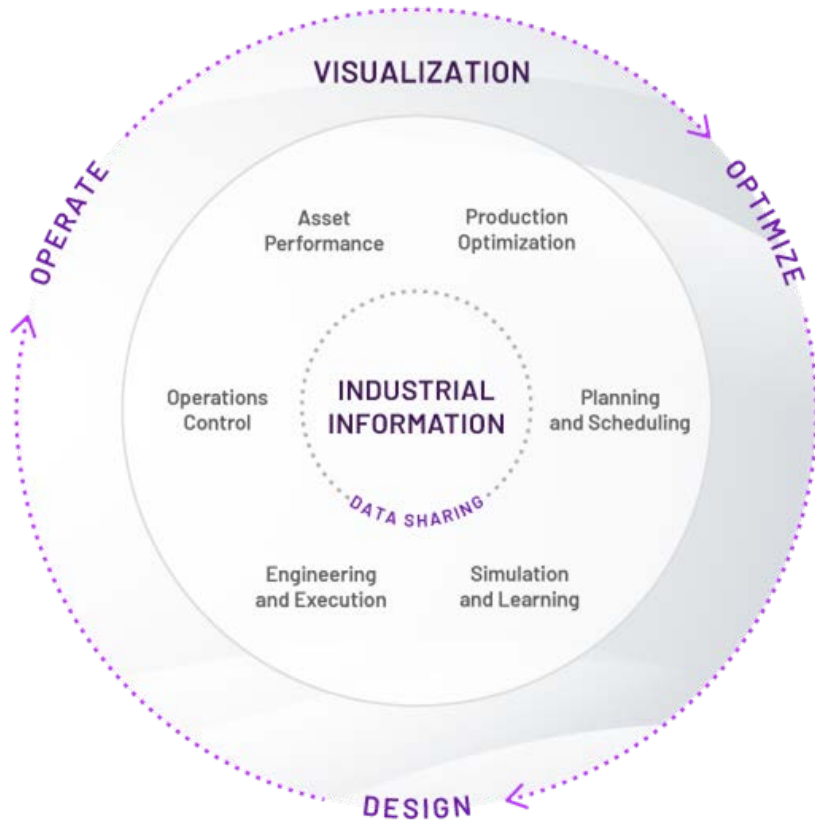 VISUALIZATION
OPERATE
OPTIMIZE
Asset
Performance
Production
Optimization
Operations
Control
INDUSTRIAL
INFORMATION
DATA SHARING
Planning
and Scheduling
Engineering
and Execution
Simulation
and Learning
DESIGN